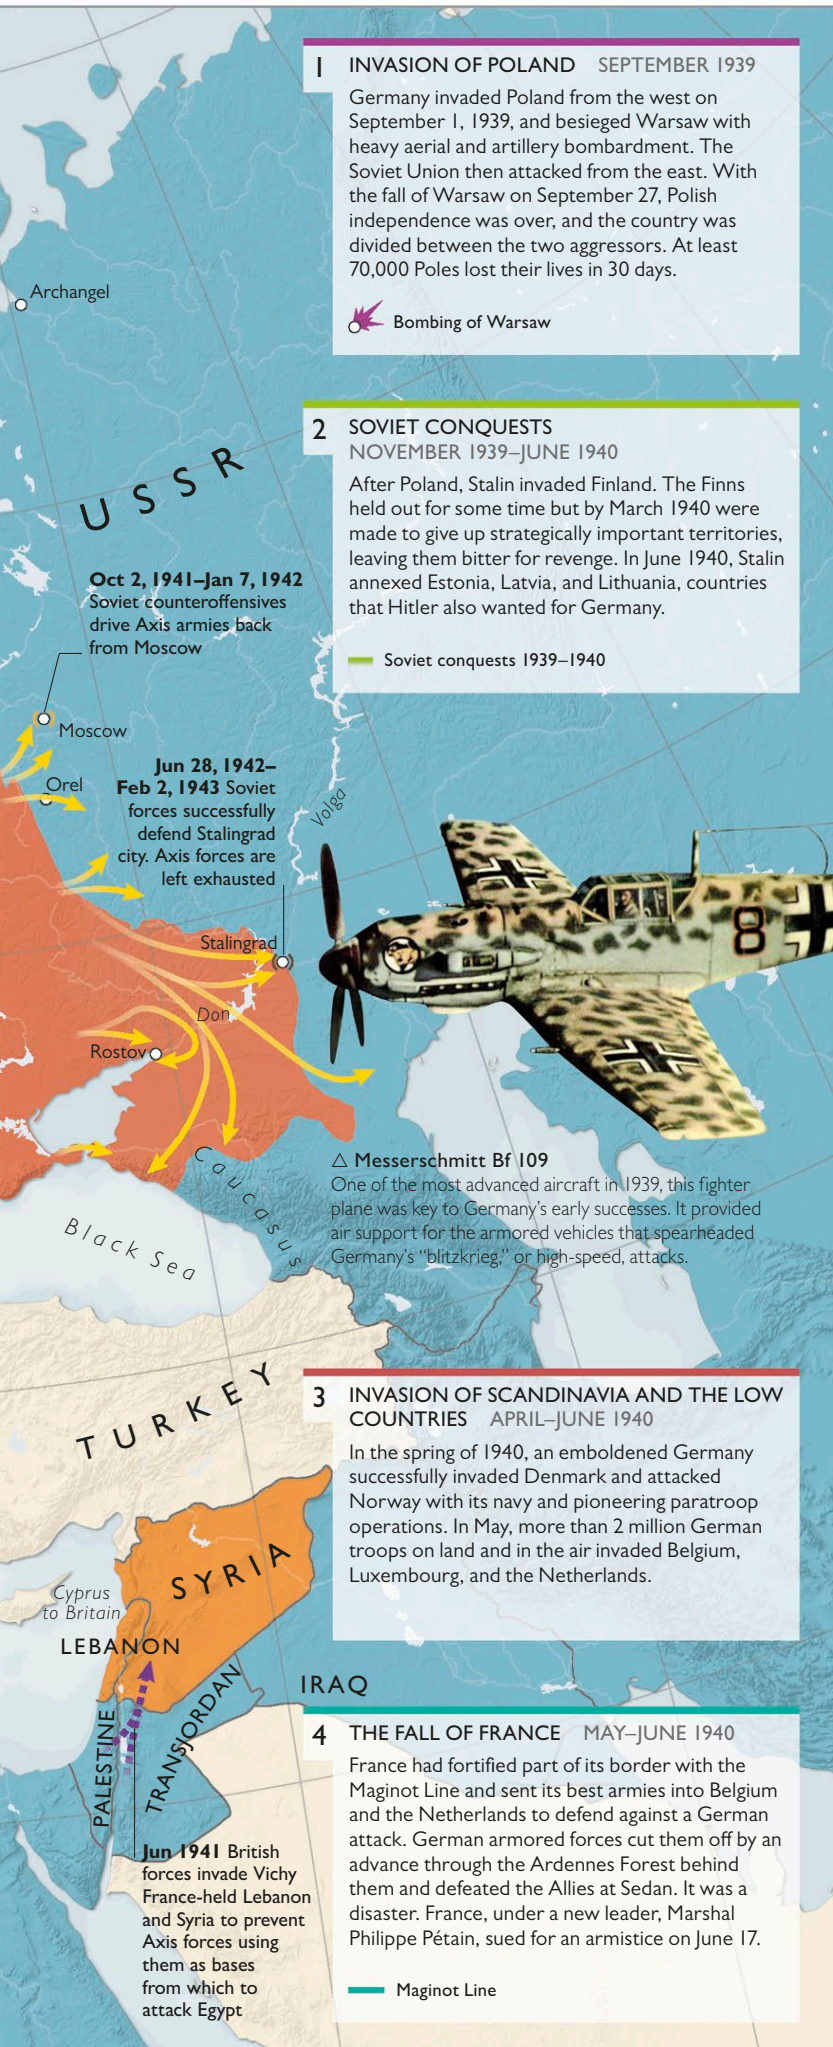 1 INVASION OF POLAND SEPTEMBER 1939
Germany invaded Poland from the west on
September 1, 1939, and besieged Warsaw with
heavy aerial and artillery bombardment. The
Soviet Union then attacked from the east. With
the fall of Warsaw on September 27, Polish
independence was over, and the country was
divided between the two aggressors. At least
70,000 Poles lost their lives in 30 days.
Bombing of Warsaw
Archangel
2 SOVIET CONQUESTS
NOVEMBER 1939–JUNE 1940
After Poland, Stalin invaded Finland. The Finns
held out for some time but by March 1940 were
made to give up strategically important territories,
leaving them bitter for revenge. In June 1940, Stalin
annexed Estonia, Latvia, and Lithuania, countries
that Hitler also wanted for Germany.
Soviet conquests 1939–1940
USSR
Oct 2, 1941–Jan 7, 1942
Soviet counteroffensives
drive Axis armies back
from Moscow
Moscow
Orel
Jun 28, 1942–
Feb 2, 1943 Soviet
forces successfully
defend Stalingrad
city. Axis forces are
left exhausted
Volga
8
Stalingrad
Don
Rostov
Caucasus
Black Sea
△ Messerschmitt Bf 109
One of the most advanced aircraft in 1939, this fighter
plane was key to Germany's early successes. It provided
air support for the armored vehicles that spearheaded
Germany's "blitzkrieg," or high-speed, attacks.
TURKEY
3 INVASION OF SCANDINAVIA AND THE LOW
COUNTRIES APRIL–JUNE 1940
In the spring of 1940, an emboldened Germany
successfully invaded Denmark and attacked
Norway with its navy and pioneering paratroop
operations. In May, more than 2 million German
troops on land and in the air invaded Belgium,
Luxembourg, and the Netherlands.
SYRIA
Cyprus
to Britain
LEBANON
IRAQ
PALESTINE
TRANSJORDAN
Jun 1941 British
forces invade Vichy
France-held Lebanon
and Syria to prevent
Axis forces using
them as bases
from which to
attack Egypt
4 THE FALL OF FRANCE MAY–JUNE 1940
France had fortified part of its border with the
Maginot Line and sent its best armies into Belgium
and the Netherlands to defend against a German
attack. German armored forces cut them off by an
advance through the Ardennes Forest behind
them and defeated the Allies at Sedan. It was a
disaster. France, under a new leader, Marshal
Philippe Pétain, sued for an armistice on June 17.
Maginot Line